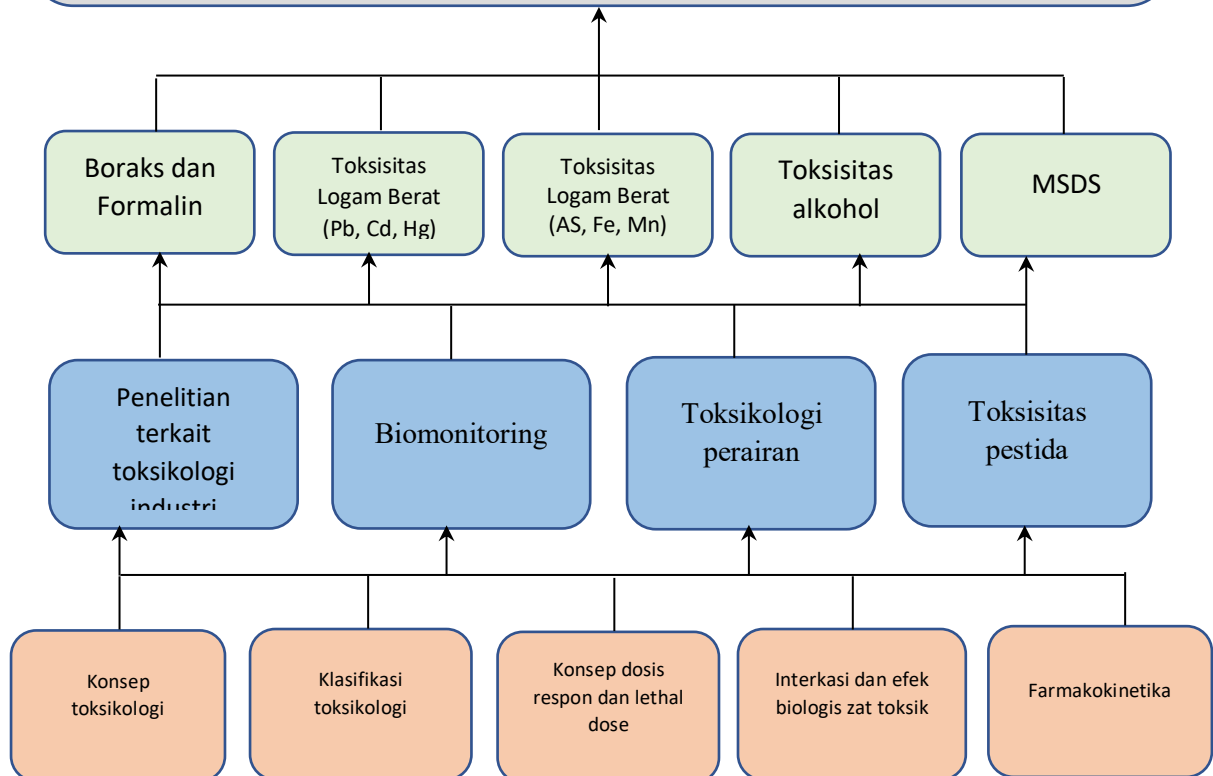 Boraks dan
Formalin
Toksisitas
Logam Berat
(Pb, Cd, Hg)
Toksisitas
Logam Berat
(AS, Fe, Mn)
Toksisitas
alkohol
MSDS
Penelitian
terkait
toksikologi
industri
Biomonitoring
Toksikologi
perairan
Toksisitas
pestida
Konsep
toksikologi
Klasifikasi
toksikologi
Konsep dosis
respon dan lethal
dose
Interkasi dan efek
biologis zat toksik
Farmakokinetika